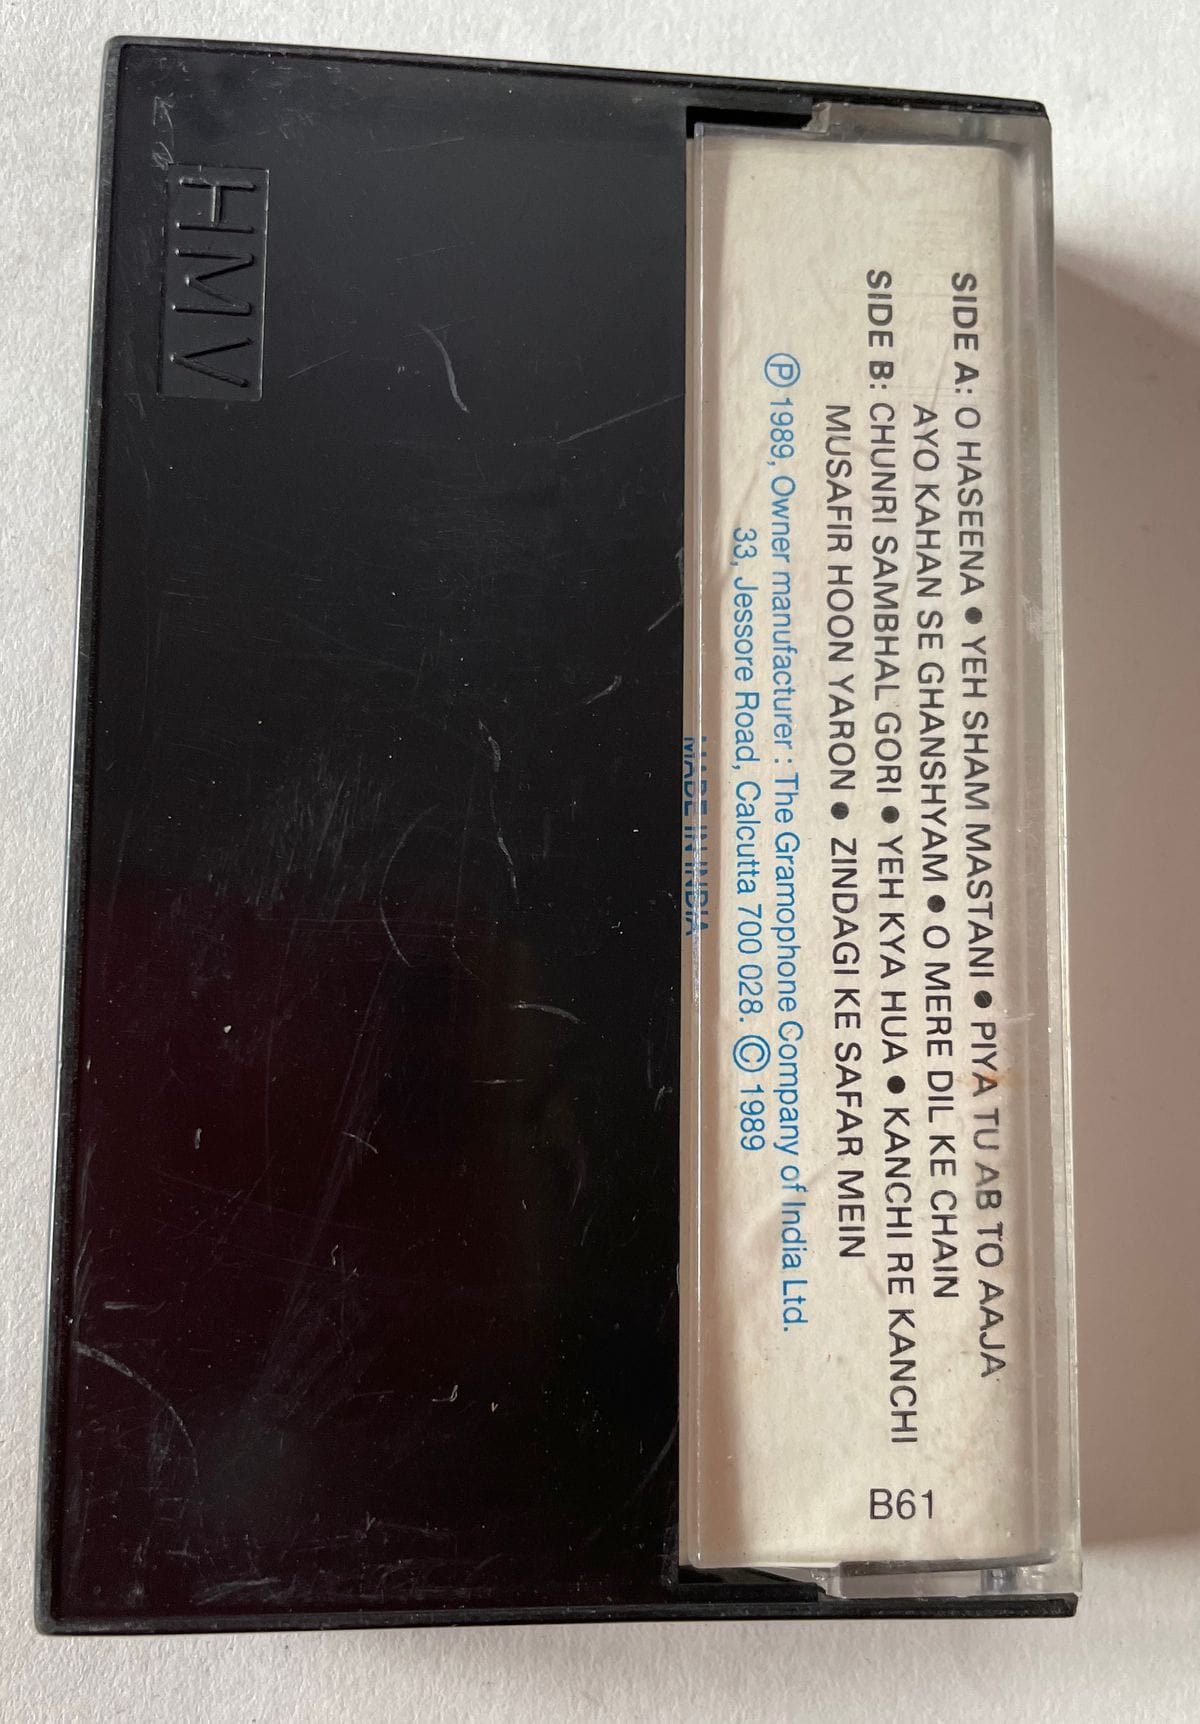 SIDE A: O HASEENA ● YEH SHAM MASTANI ● PIYA TU AB TO AAJA
AYO KAHAN SE GHANSHYAM ● O MERE DIL KE CHAIN
SIDE B: CHUNRI SAMBHAL GORI ● YEH KYA HUA ● KANCHI RE KANCHI
MUSAFIR HOON YARON ● ZINDAGI KE SAFAR MEIN
B61
Ⓟ 1989, Owner manufacturer : The Gramophone Company of India Ltd.
33, Jessore Road, Calcutta 700 028. © 1989
MADE IN INDIA
HMV